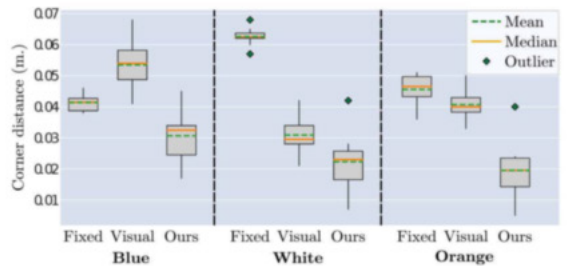 0.07
0.06
0.05
0.04
0.03
0.02
0.01
Corner distance (m.)
Mean
Median
Outlier
Fixed Visual Ours Fixed Visual Ours Fixed Visual Ours
Blue White Orange